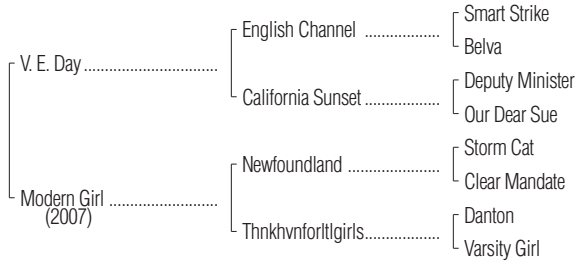 Smart Strike
English Channel ..................
Belva
V. E. Day ................................
Deputy Minister
California Sunset ..................
Our Dear Sue
Storm Cat
Newfoundland ......................
Clear Mandate
Modern Girl ..........................
(2007)
Danton
Thnkhvnforltlgirls..................
Varsity Girl